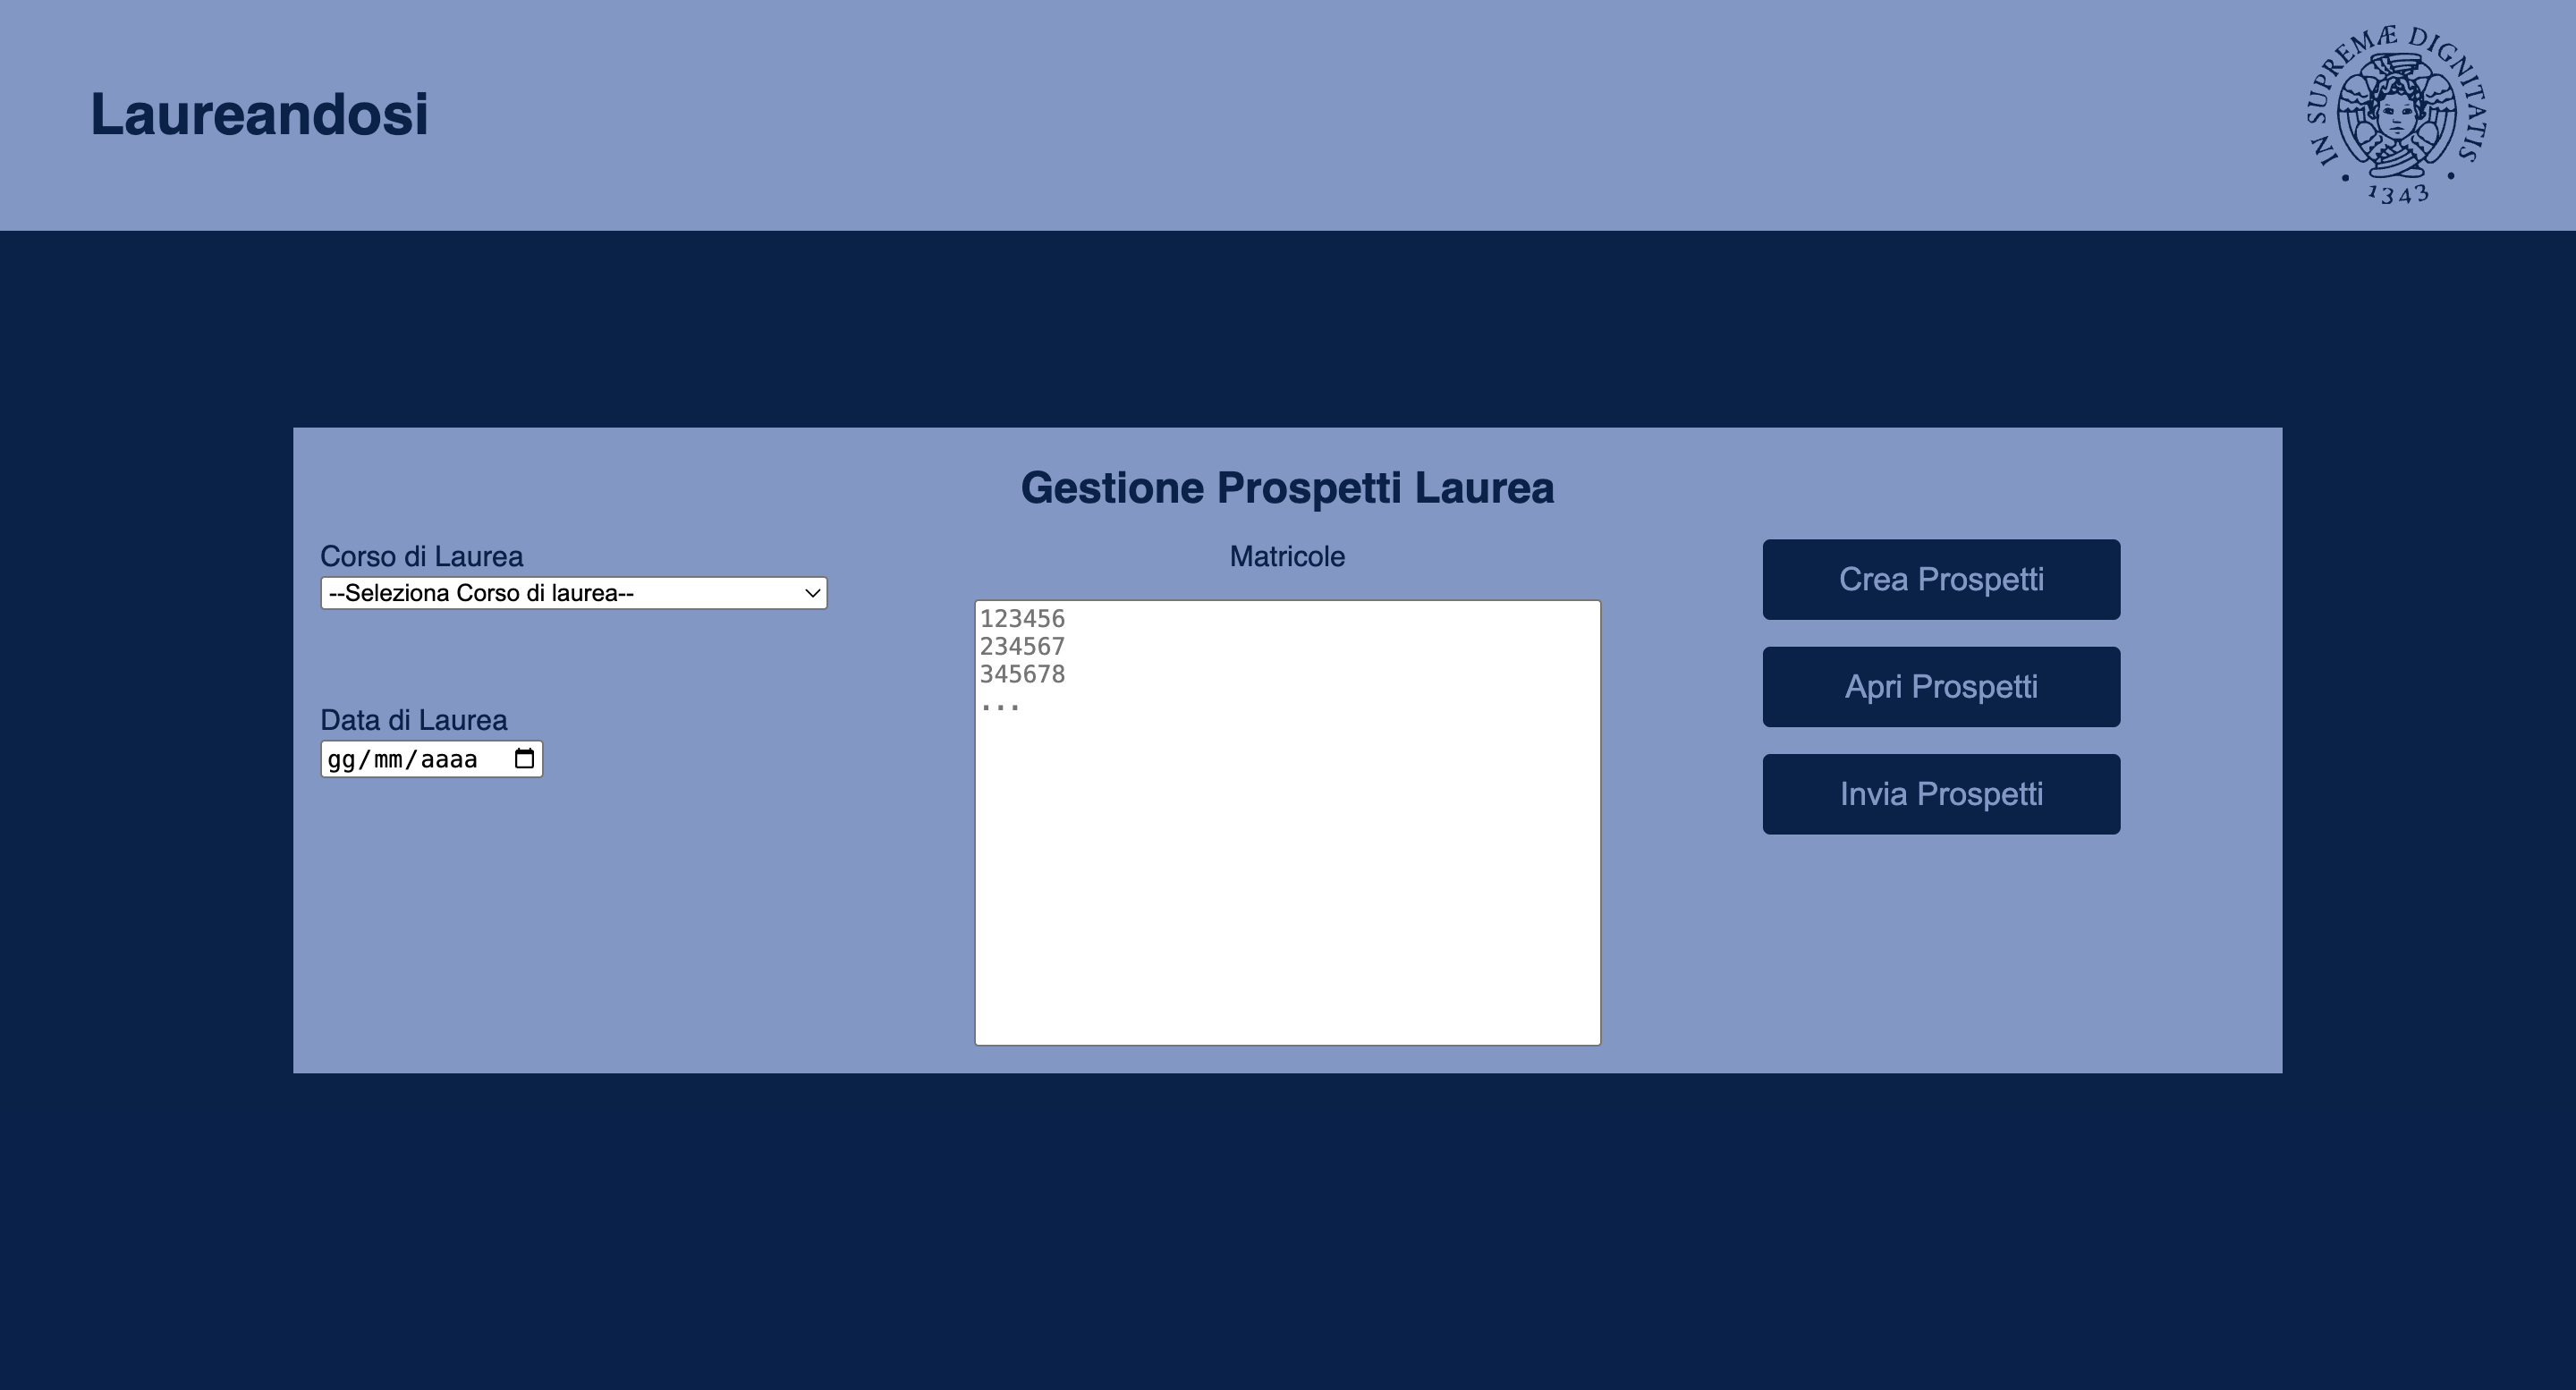 Laureandosi
IN SUPREMÆ DIGNITATIS
• 1343 •
Gestione Prospetti Laurea
Corso di Laurea
--Seleziona Corso di laurea--
Data di Laurea
gg/mm/aaaa
Matricole
123456
234567
345678
...
Crea Prospetti
Apri Prospetti
Invia Prospetti